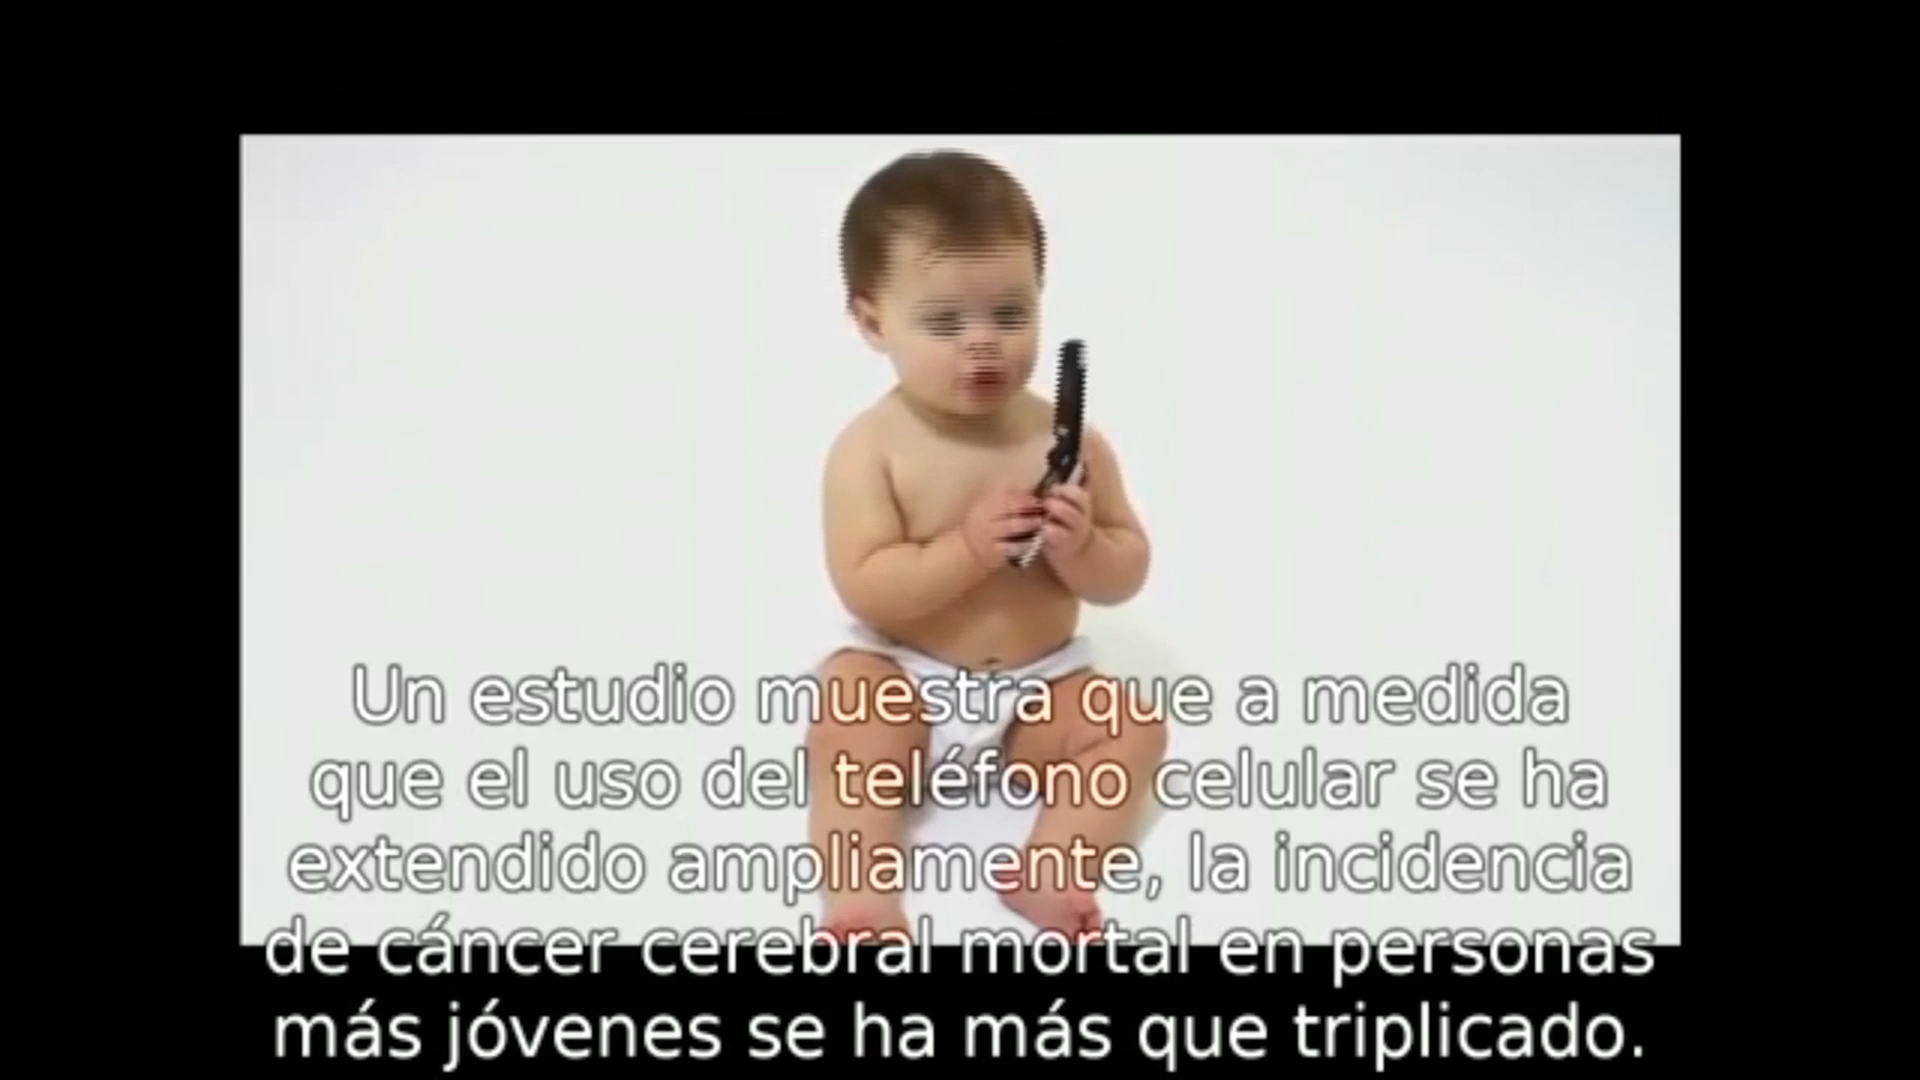 Un estudio muestra que a medida
que el uso del teléfono celular se ha
extendido ampliamente, la incidencia
de cáncer cerebral mortal en personas
más jóvenes se ha más que triplicado.